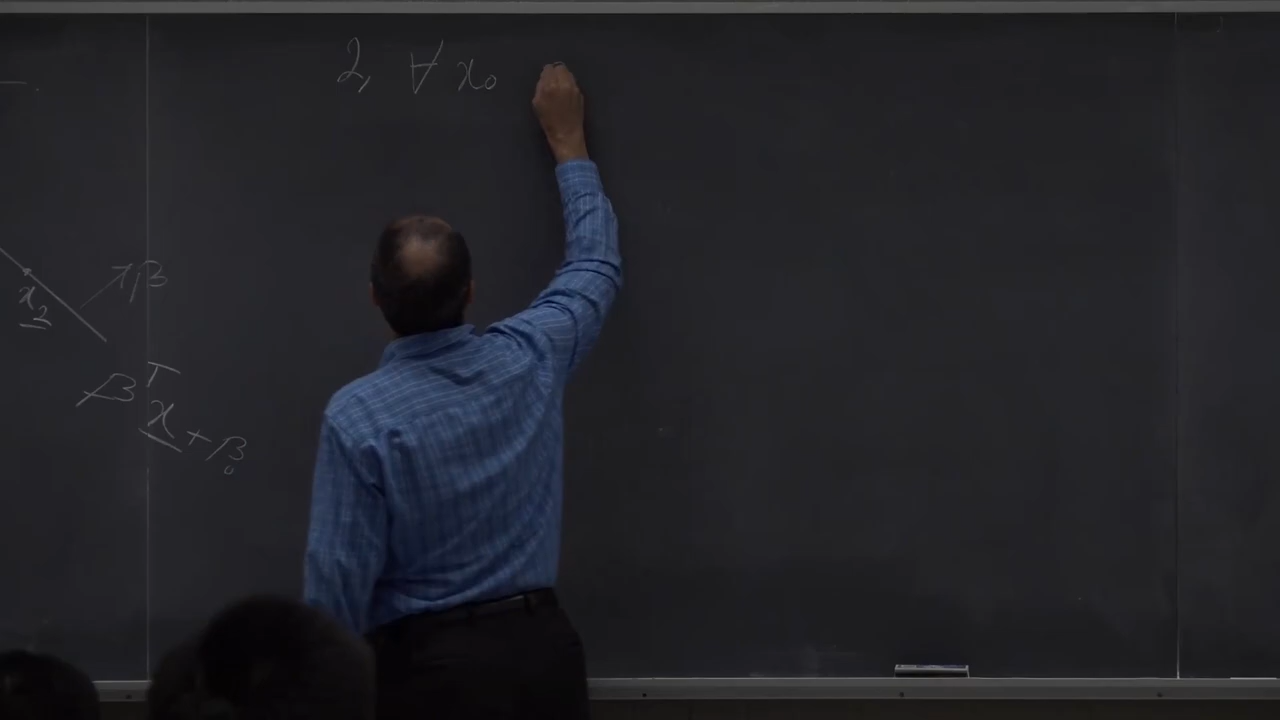 2, ∀ x₀
x₂
β
βᵀx + β₀